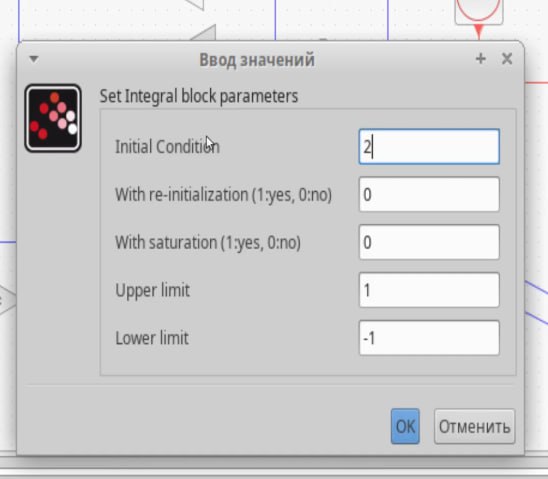 Ввод значений
Set Integral block parameters
Initial Condition 2
With re-initialization (1:yes, 0:no) 0
With saturation (1:yes, 0:no) 0
Upper limit 1
Lower limit -1
OK Отменить